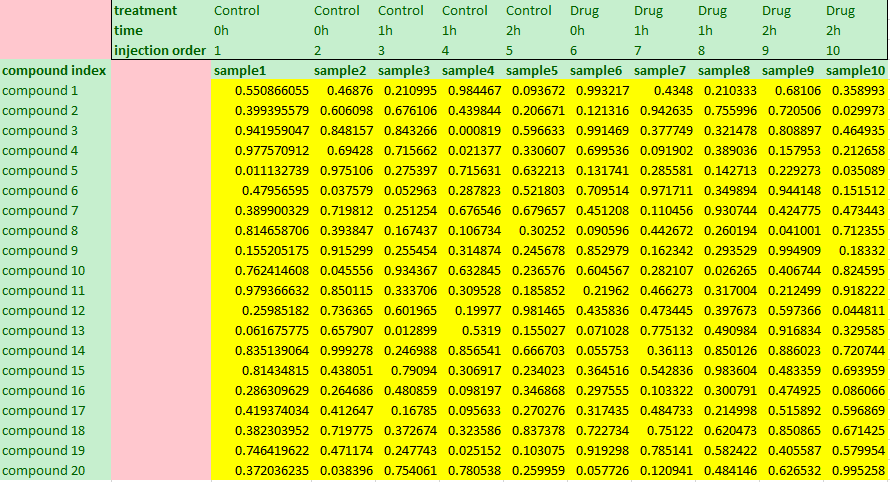 treatment Control Control Control Control Control Drug Drug Drug Drug Drug
time 0h 0h 1h 1h 2h 0h 1h 1h 2h 2h
injection order 1 2 3 4 5 6 7 8 9 10
compound index sample1 sample2 sample3 sample4 sample5 sample6 sample7 sample8 sample9 sample10
compound 1 0.550866055 0.46876 0.210995 0.984467 0.093672 0.993217 0.4348 0.210333 0.68106 0.358993
compound 2 0.399395579 0.606098 0.676106 0.439844 0.206671 0.121316 0.942635 0.755996 0.720506 0.029973
compound 3 0.941959047 0.848157 0.843266 0.000819 0.596633 0.991469 0.377749 0.321478 0.808897 0.464935
compound 4 0.977570912 0.69428 0.715662 0.021377 0.330607 0.699536 0.091902 0.389036 0.157953 0.212658
compound 5 0.011132739 0.975106 0.275397 0.715631 0.632213 0.131741 0.285581 0.142713 0.229273 0.035089
compound 6 0.47956595 0.037579 0.052963 0.287823 0.521803 0.709514 0.971711 0.349894 0.944148 0.151512
compound 7 0.389900329 0.719812 0.251254 0.676546 0.679657 0.451208 0.110456 0.930744 0.424775 0.473443
compound 8 0.814658706 0.393847 0.167437 0.106734 0.30252 0.090596 0.442672 0.260194 0.041001 0.712355
compound 9 0.155205175 0.915299 0.255454 0.314874 0.245678 0.852979 0.162342 0.293529 0.994909 0.18332
compound 10 0.762414608 0.045556 0.934367 0.632845 0.236576 0.604567 0.282107 0.026265 0.406744 0.824595
compound 11 0.979366632 0.850115 0.333706 0.309528 0.185852 0.21962 0.466273 0.317004 0.212499 0.918222
compound 12 0.25985182 0.736365 0.601965 0.19977 0.981465 0.435836 0.473445 0.397673 0.597366 0.044811
compound 13 0.061675775 0.657907 0.012899 0.5319 0.155027 0.071028 0.775132 0.490984 0.916834 0.329585
compound 14 0.835139064 0.999278 0.246988 0.856541 0.666703 0.055753 0.36113 0.850126 0.886023 0.720744
compound 15 0.81434815 0.438051 0.79094 0.306917 0.234023 0.364516 0.542836 0.983604 0.483359 0.693959
compound 16 0.286309629 0.264686 0.480859 0.098197 0.346868 0.297555 0.103322 0.300791 0.474925 0.086066
compound 17 0.419374034 0.412647 0.16785 0.095633 0.270276 0.317435 0.484733 0.214998 0.515892 0.596869
compound 18 0.382303952 0.719775 0.372674 0.323586 0.837378 0.722734 0.75122 0.620473 0.850865 0.671425
compound 19 0.746419622 0.471174 0.247743 0.025152 0.103075 0.919298 0.785141 0.582422 0.405587 0.579954
compound 20 0.372036235 0.038396 0.754061 0.780538 0.259959 0.057726 0.120941 0.484146 0.626532 0.995258